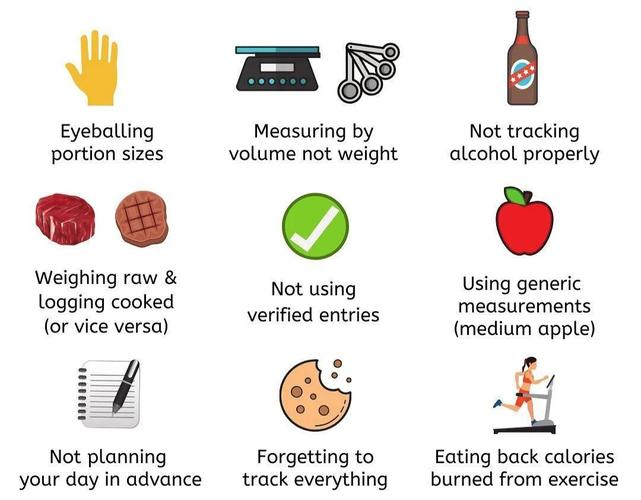 Eyeballing
portion sizes
Measuring by
volume not weight
Not tracking
alcohol properly
Weighing raw &
logging cooked
(or vice versa)
Not using
verified entries
Using generic
measurements
(medium apple)
Not planning
your day in advance
Forgetting to
track everything
Eating back calories
burned from exercise